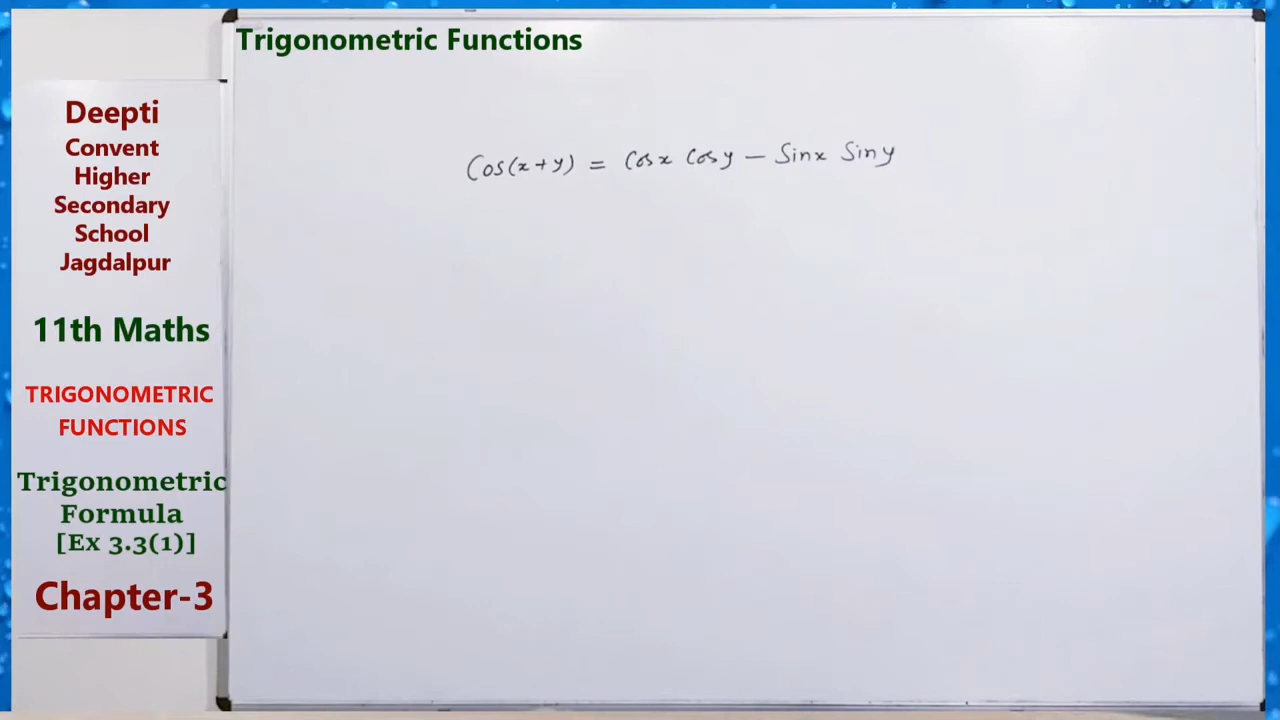 Trigonometric Functions
Cos(x+y) = Cosx Cosy − Sinx Siny
Deepti
Convent
Higher
Secondary
School
Jagdalpur
11th Maths
TRIGONOMETRIC
FUNCTIONS
Trigonometric
Formula
[Ex 3.3(1)]
Chapter-3